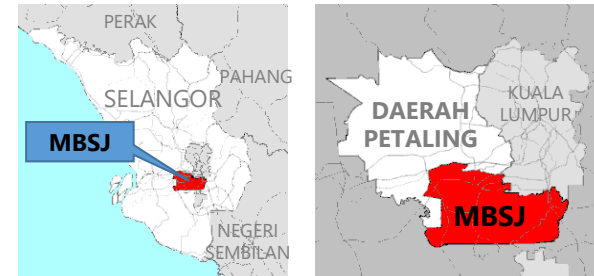 PERAK
PAHANG
SELANGOR
MBSJ
NEGERI
SEMBILAN
DAERAH
PETALING
KUALA
LUMPUR
MBSJ